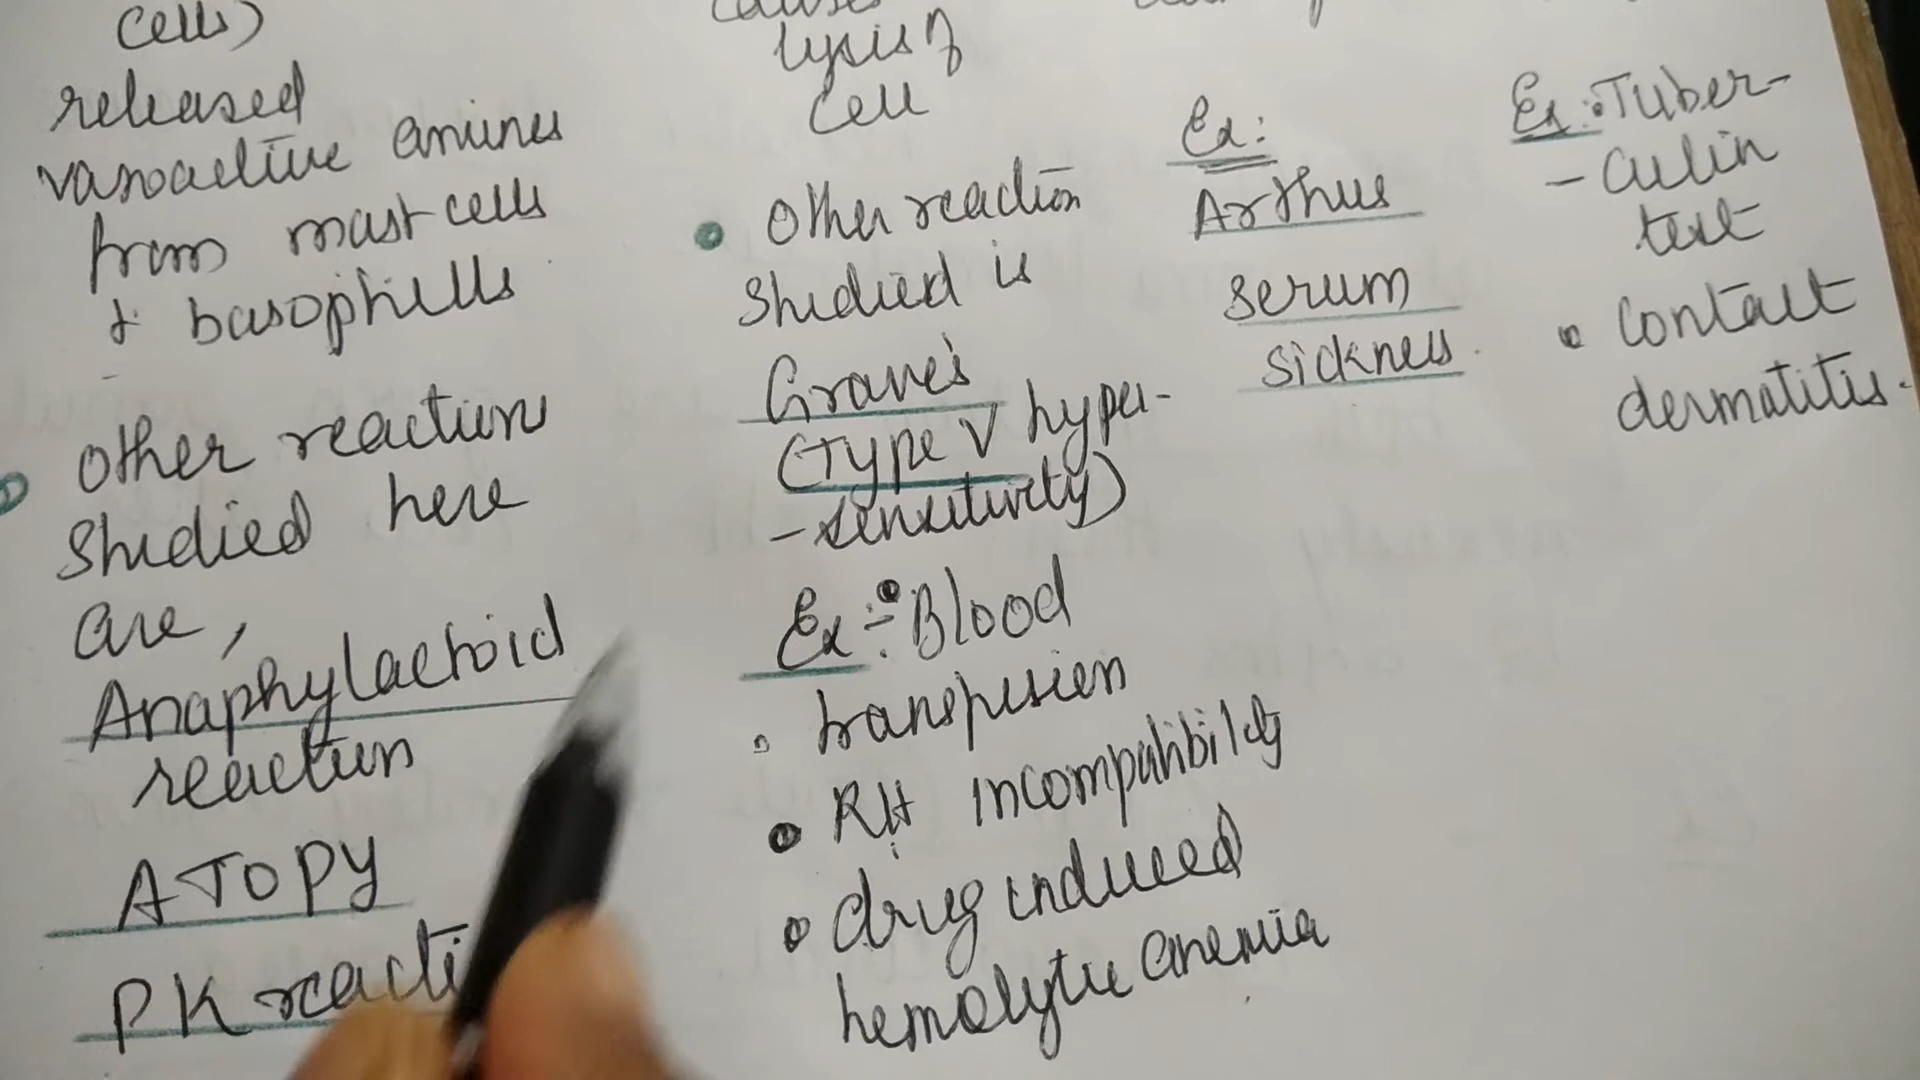 cells)
released
vasoactive amines
from mast cells
& basophills
Other reaction
Studied here
are,
Anaphylactoid
reaction
ATOPY
PK reacti
lysis of
Cell
Other reaction
Studied is
Grave's
(Type V hyper-
-sensitivity)
Ex:- Blood
transfusion
RH incompatibility
drug induced
hemolytic anemia
Ex:
Arthus
serum
sickness.
Ex: Tuber-
- culin
test
contact
dermatitis.